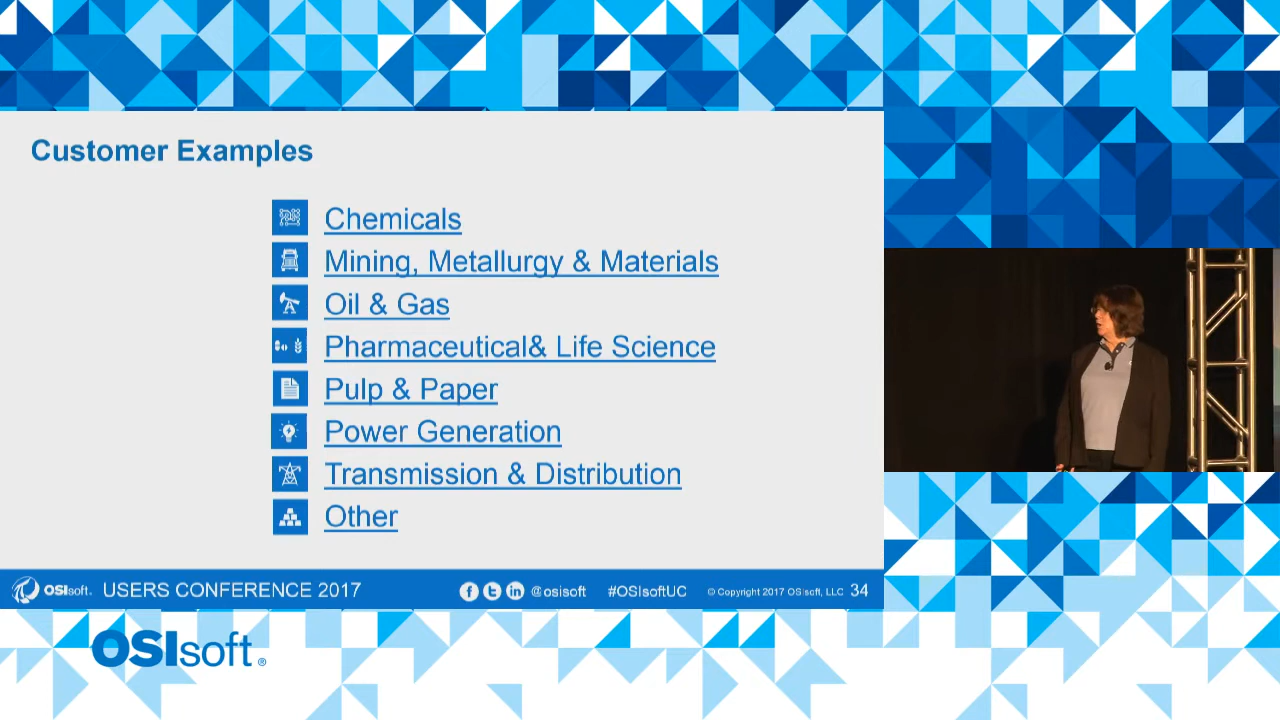 Customer Examples
Chemicals
Mining, Metallurgy & Materials
Oil & Gas
Pharmaceutical& Life Science
Pulp & Paper
Power Generation
Transmission & Distribution
Other
OSIsoft. USERS CONFERENCE 2017
@osisoft #OSIsoftUC © Copyright 2017 OSIsoft, LLC 34
OSIsoft®